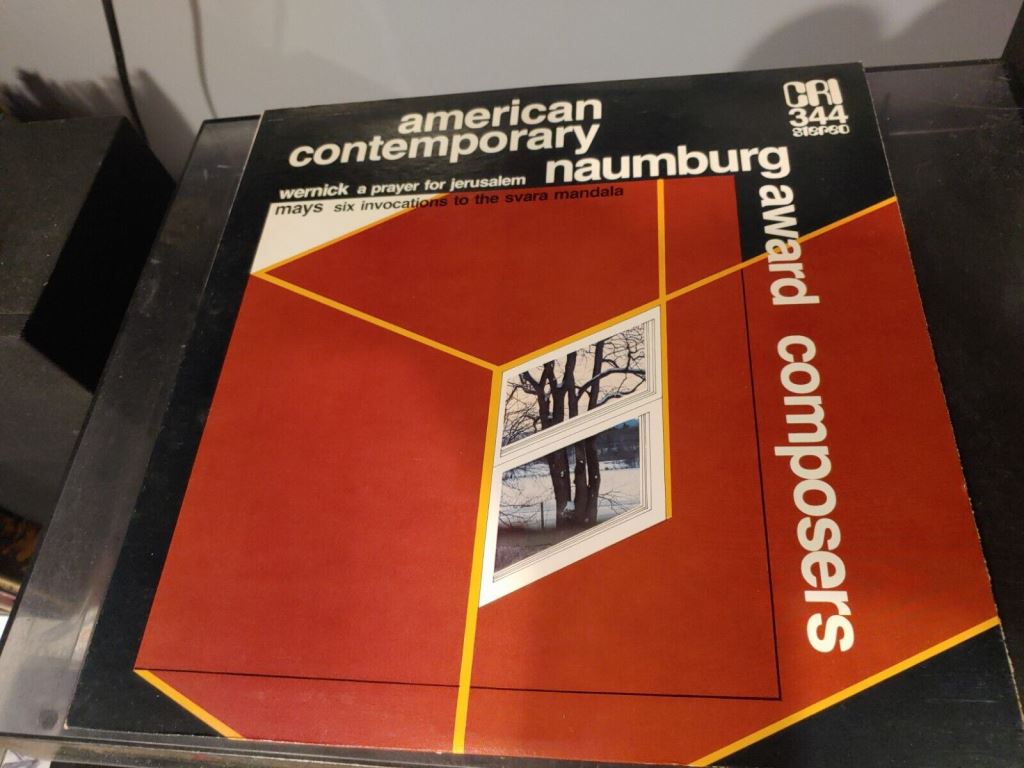 american
contemporary
naumburg
award composers
wernick a prayer for jerusalem
mays six invocations to the svara mandala
CRI
344
STEREO